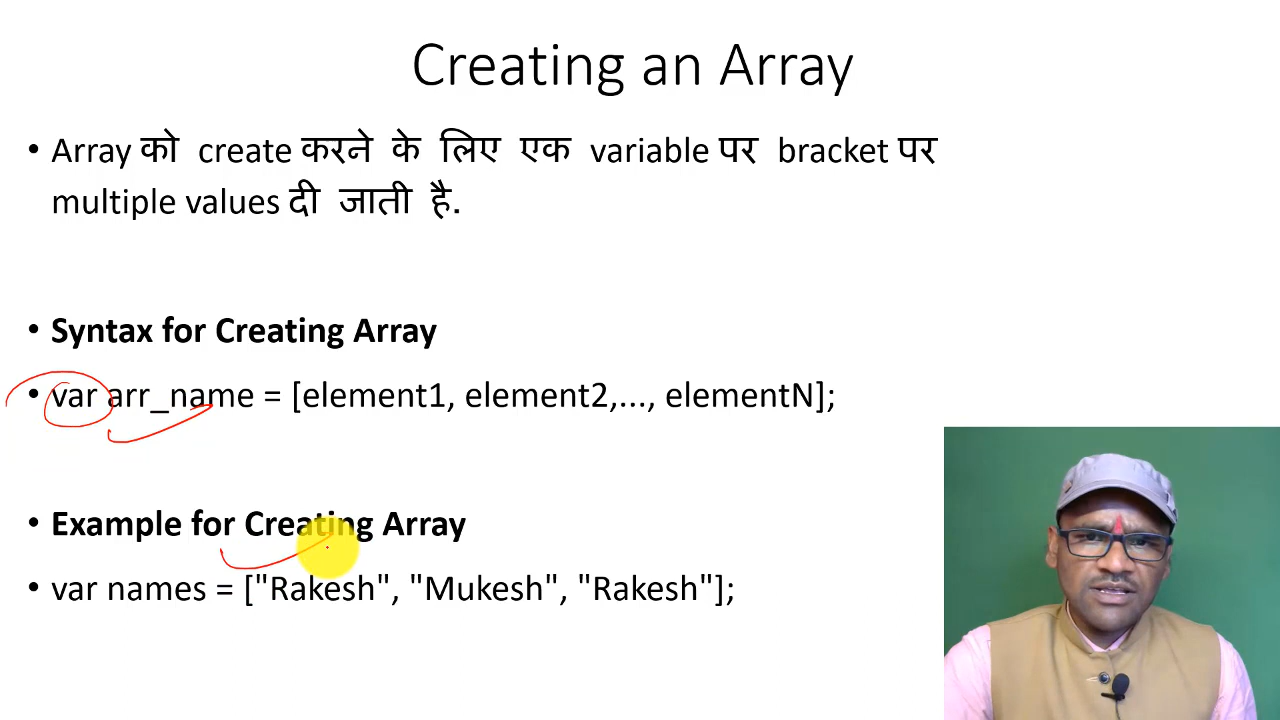 Creating an Array
• Array को create करने के लिए एक variable पर bracket पर
multiple values दी जाती है.
• Syntax for Creating Array
• var arr_name = [element1, element2,..., elementN];
• Example for Creating Array
• var names = ["Rakesh", "Mukesh", "Rakesh"];